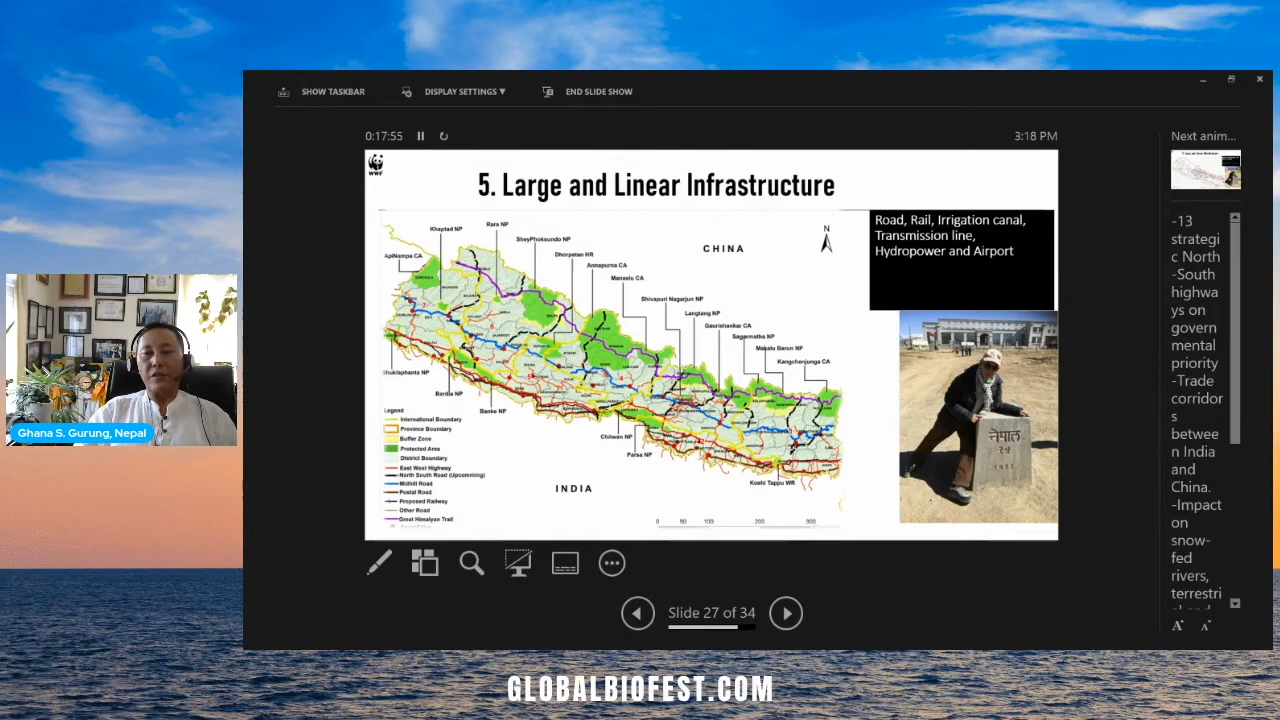 SHOW TASKBAR
DISPLAY SETTINGS ▼
END SLIDE SHOW
0:17:55
3:18 PM
Next anim...
WWF
5. Large and Linear Infrastructure
Road, Rail, Irrigation canal,
Transmission line,
Hydropower and Airport
Khaptad NP
Rara NP
SheyPhoksundo NP
ApiNampa CA
Dhorpatan HR
Annapurna CA
Manaslu CA
Shivapuri Nagarjun NP
Langtang NP
Gaurishankar CA
Sagarmatha NP
Makalu Barun NP
Kangchenjunga CA
CHINA
N
Shuklaphanta NP
Bardia NP
Banke NP
Chitwan NP
Parsa NP
Koshi Tappu WR
INDIA
Legend
International Boundary
Province Boundary
Buffer Zone
Protected Area
District Boundary
East West Highway
North South Road (Upcomming)
Midhill Road
Postal Road
Proposed Railway
Other Road
Great Himalyan Trail
0 50 100 200 300
नेपाल
-13
strategi
c North
-South
highwa
ys on
govern
mental
priority
-Trade
corridor
s
betwee
n India
and
China.
-Impact
on
snow-
fed
rivers,
terrestri
Ghana S. Gurung, Nepal
Slide 27 of 34
GLOBALBIOFEST.COM